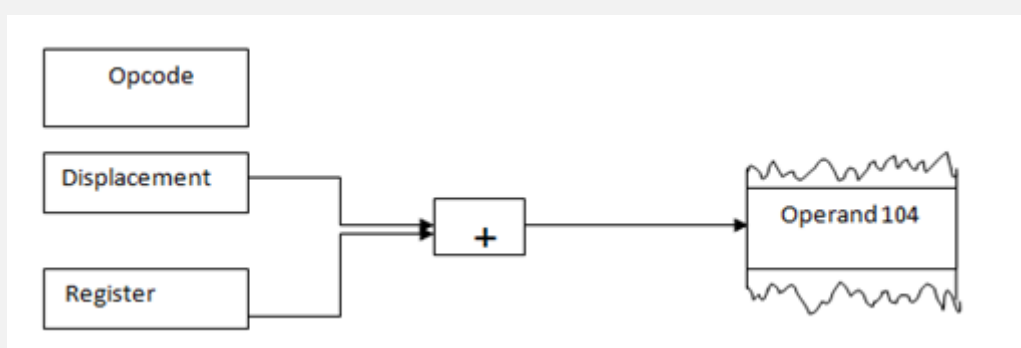 Opcode
Displacement
+
Operand 104
Register